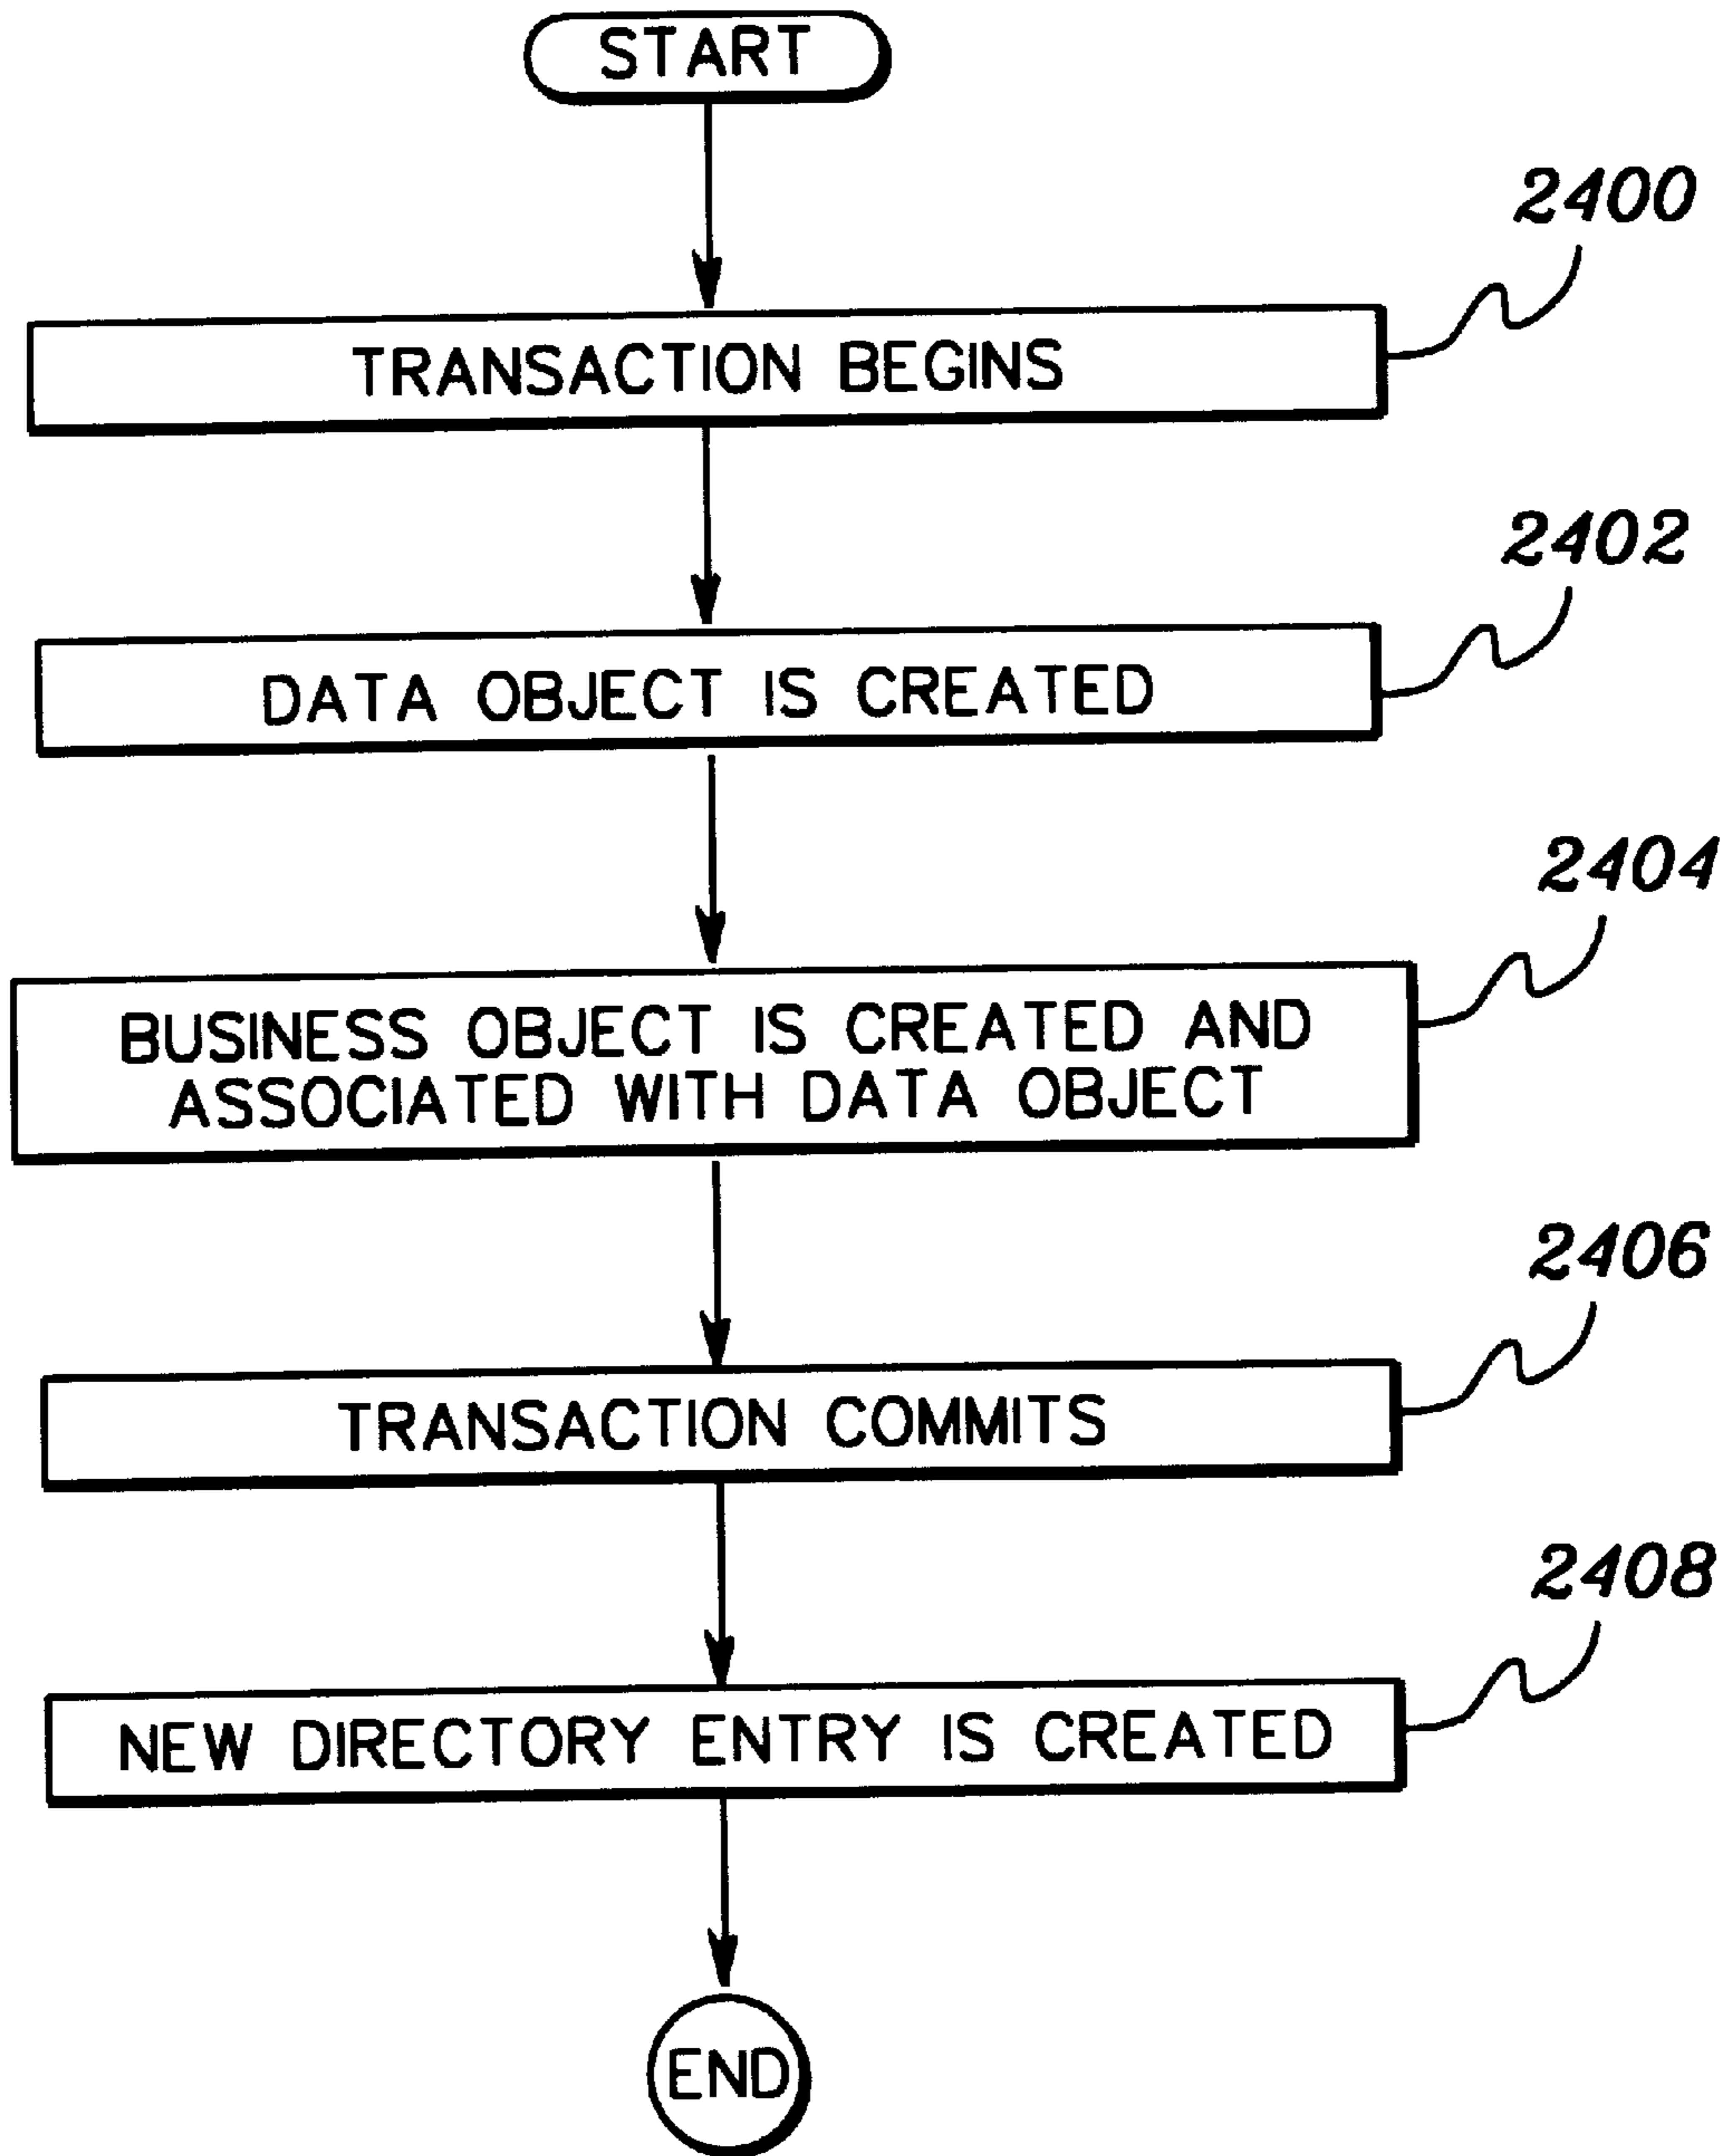 START
2400
TRANSACTION BEGINS
2402
DATA OBJECT IS CREATED
2404
BUSINESS OBJECT IS CREATED AND
ASSOCIATED WITH DATA OBJECT
2406
TRANSACTION COMMITS
2408
NEW DIRECTORY ENTRY IS CREATED
END